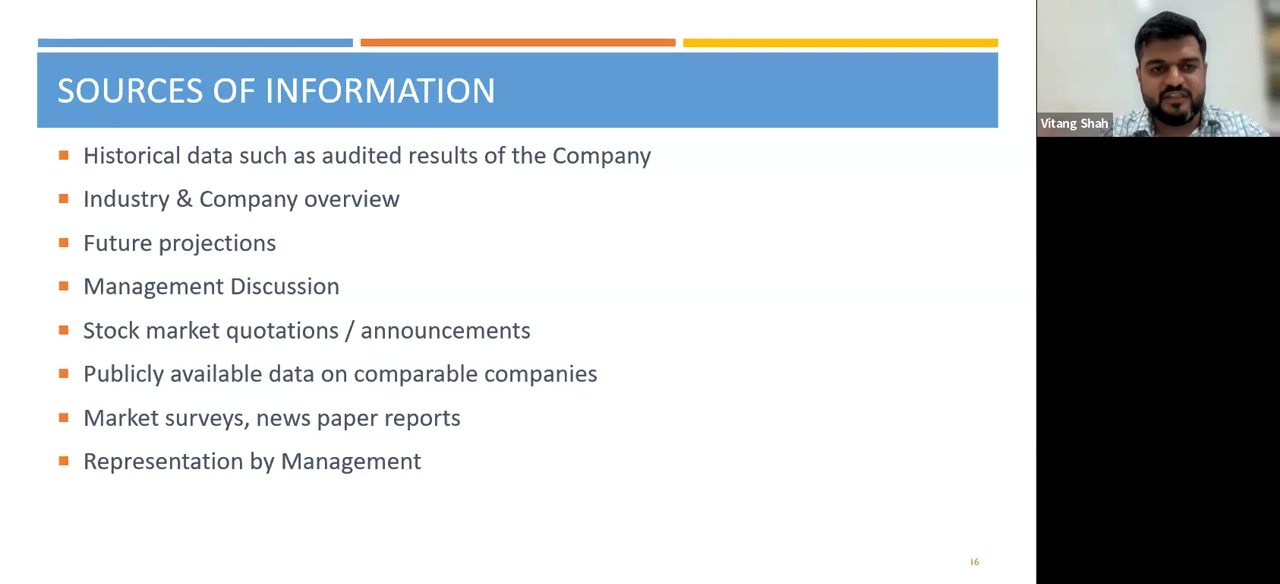 SOURCES OF INFORMATION
Historical data such as audited results of the Company
Industry & Company overview
Future projections
Management Discussion
Stock market quotations / announcements
Publicly available data on comparable companies
Market surveys, news paper reports
Representation by Management
16
Vitang Shah